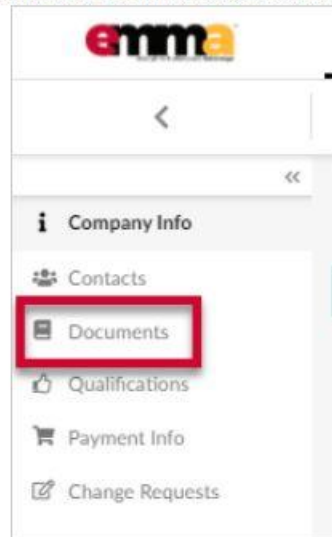 emma
Company Info
Contacts
Documents
Qualifications
Payment Info
Change Requests